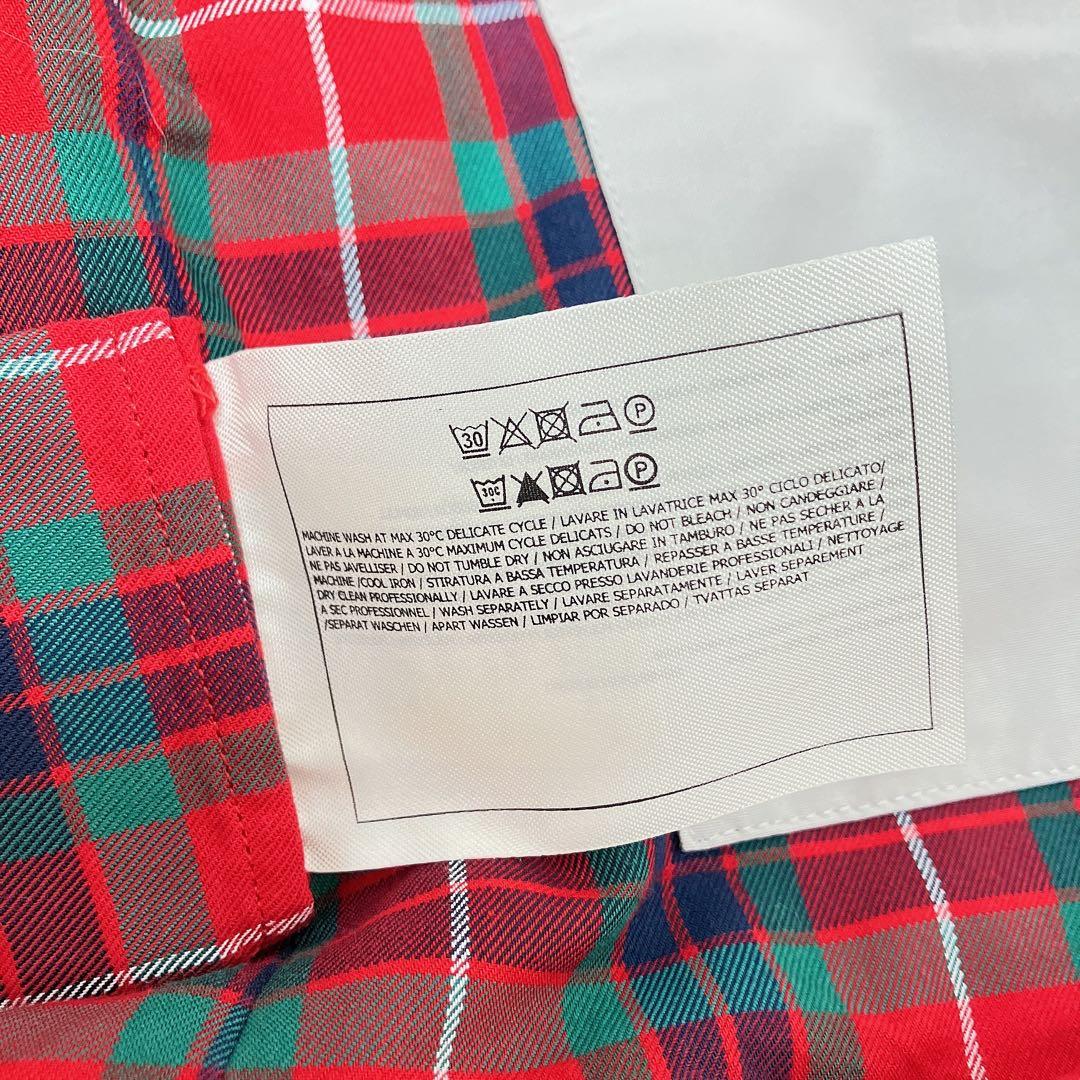 30 P
30C P
MACHINE WASH AT MAX 30°C DELICATE CYCLE / LAVARE IN LAVATRICE MAX 30° CICLO DELICATO/
LAVER A LA MACHINE A 30°C MAXIMUM CYCLE DELICATS / DO NOT BLEACH / NON CANDEGGIARE /
NE PAS JAVELLISER / DO NOT TUMBLE DRY / NON ASCIUGARE IN TAMBURO / NE PAS SECHER A LA
MACHINE /COOL IRON / STIRATURA A BASSA TEMPERATURA / REPASSER A BASSE TEMPERATURE /
DRY CLEAN PROFESSIONALLY / LAVARE A SECCO PRESSO LAVANDERIE PROFESSIONALI / NETTOYAGE
A SEC PROFESSIONNEL / WASH SEPARATELY / LAVARE SEPARATAMENTE / LAVER SEPAREMENT
/SEPARAT WASCHEN / APART WASSEN / LIMPIAR POR SEPARADO / TVATTAS SEPARAT